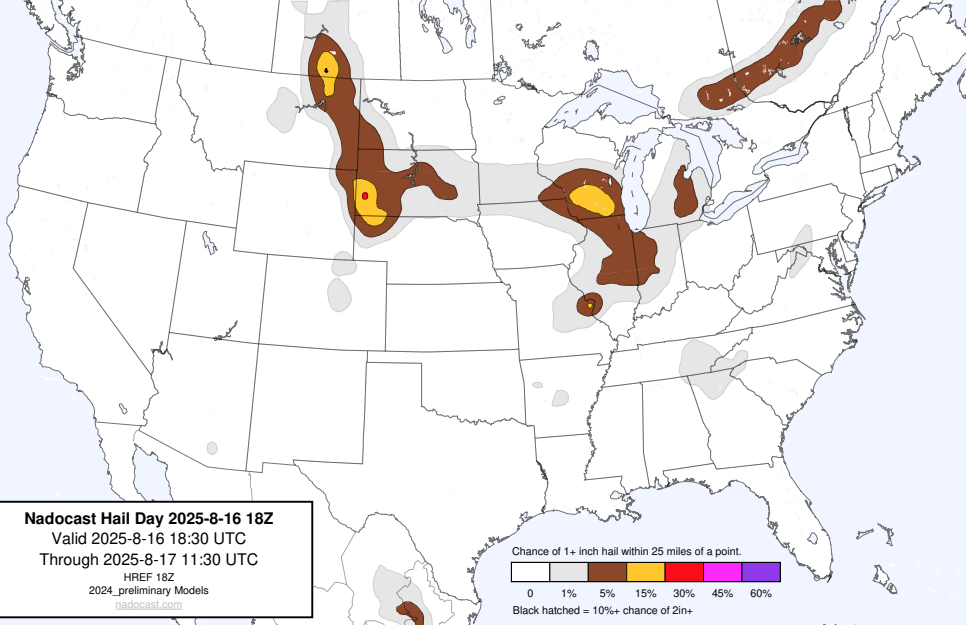 Nadocast Hail Day 2025-8-16 18Z
Valid 2025-8-16 18:30 UTC
Through 2025-8-17 11:30 UTC
HREF 18Z
2024_preliminary Models
nadocast.com
Chance of 1+ inch hail within 25 miles of a point.
0 1% 5% 15% 30% 45% 60%
Black hatched = 10%+ chance of 2in+